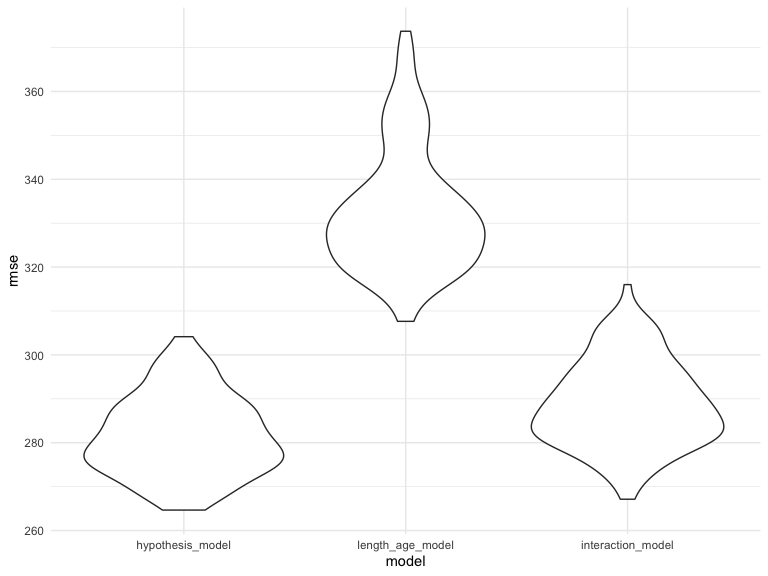 rmse
360
340
320
300
280
260
hypothesis_model
length_age_model
interaction_model
model